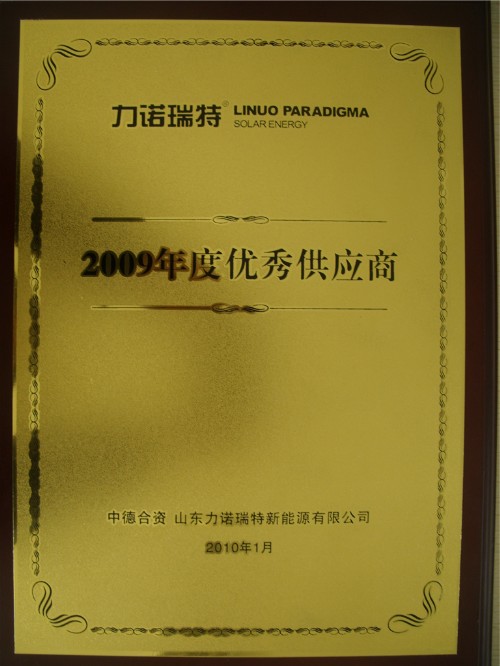 力诺瑞特® LINUO PARADIGMA
SOLAR ENERGY
2009年度优秀供应商
中德合资 山东力诺瑞特新能源有限公司
2010年1月